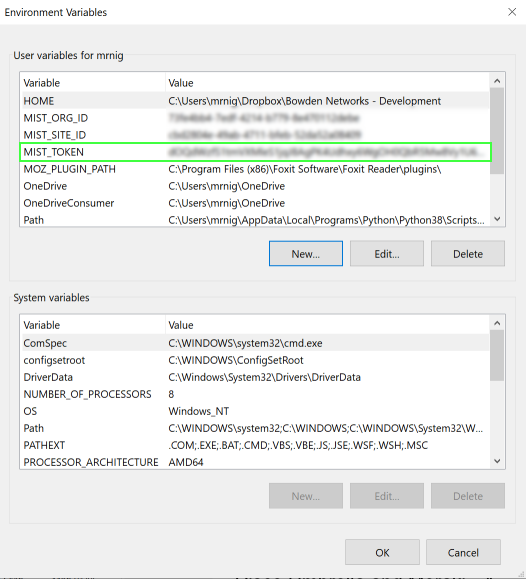 Environment Variables
User variables for mrnig
Variable Value
HOME C:\Users\mrnig\Dropbox\Bowden Networks - Development
MIST_ORG_ID
MIST_SITE_ID
MIST_TOKEN
MOZ_PLUGIN_PATH C:\Program Files (x86)\Foxit Software\Foxit Reader\plugins\
OneDrive C:\Users\mrnig\OneDrive
OneDriveConsumer C:\Users\mrnig\OneDrive
Path C:\Users\mrnig\AppData\Local\Programs\Python\Python38\Scripts...
New... Edit... Delete
System variables
Variable Value
ComSpec C:\WINDOWS\system32\cmd.exe
configsetroot C:\WINDOWS\ConfigSetRoot
DriverData C:\Windows\System32\Drivers\DriverData
NUMBER_OF_PROCESSORS 8
OS Windows_NT
Path C:\WINDOWS\system32;C:\WINDOWS;C:\WINDOWS\System32\W...
PATHEXT .COM;.EXE;.BAT;.CMD;.VBS;.VBE;.JS;.JSE;.WSF;.WSH;.MSC
PROCESSOR_ARCHITECTURE AMD64
New... Edit... Delete
OK Cancel